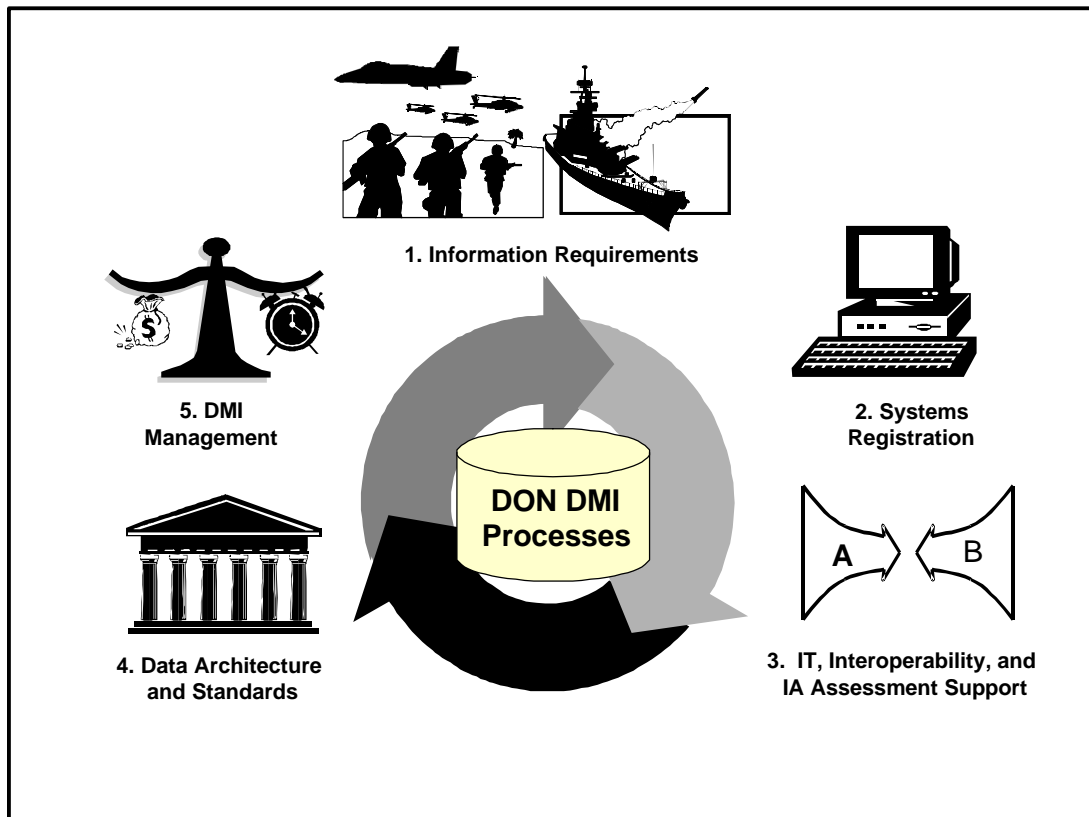 1. Information Requirements
2. Systems
Registration
3. IT, Interoperability, and
IA Assessment Support
4. Data Architecture
and Standards
5. DMI
Management
DON DMI
Processes
A
B
$